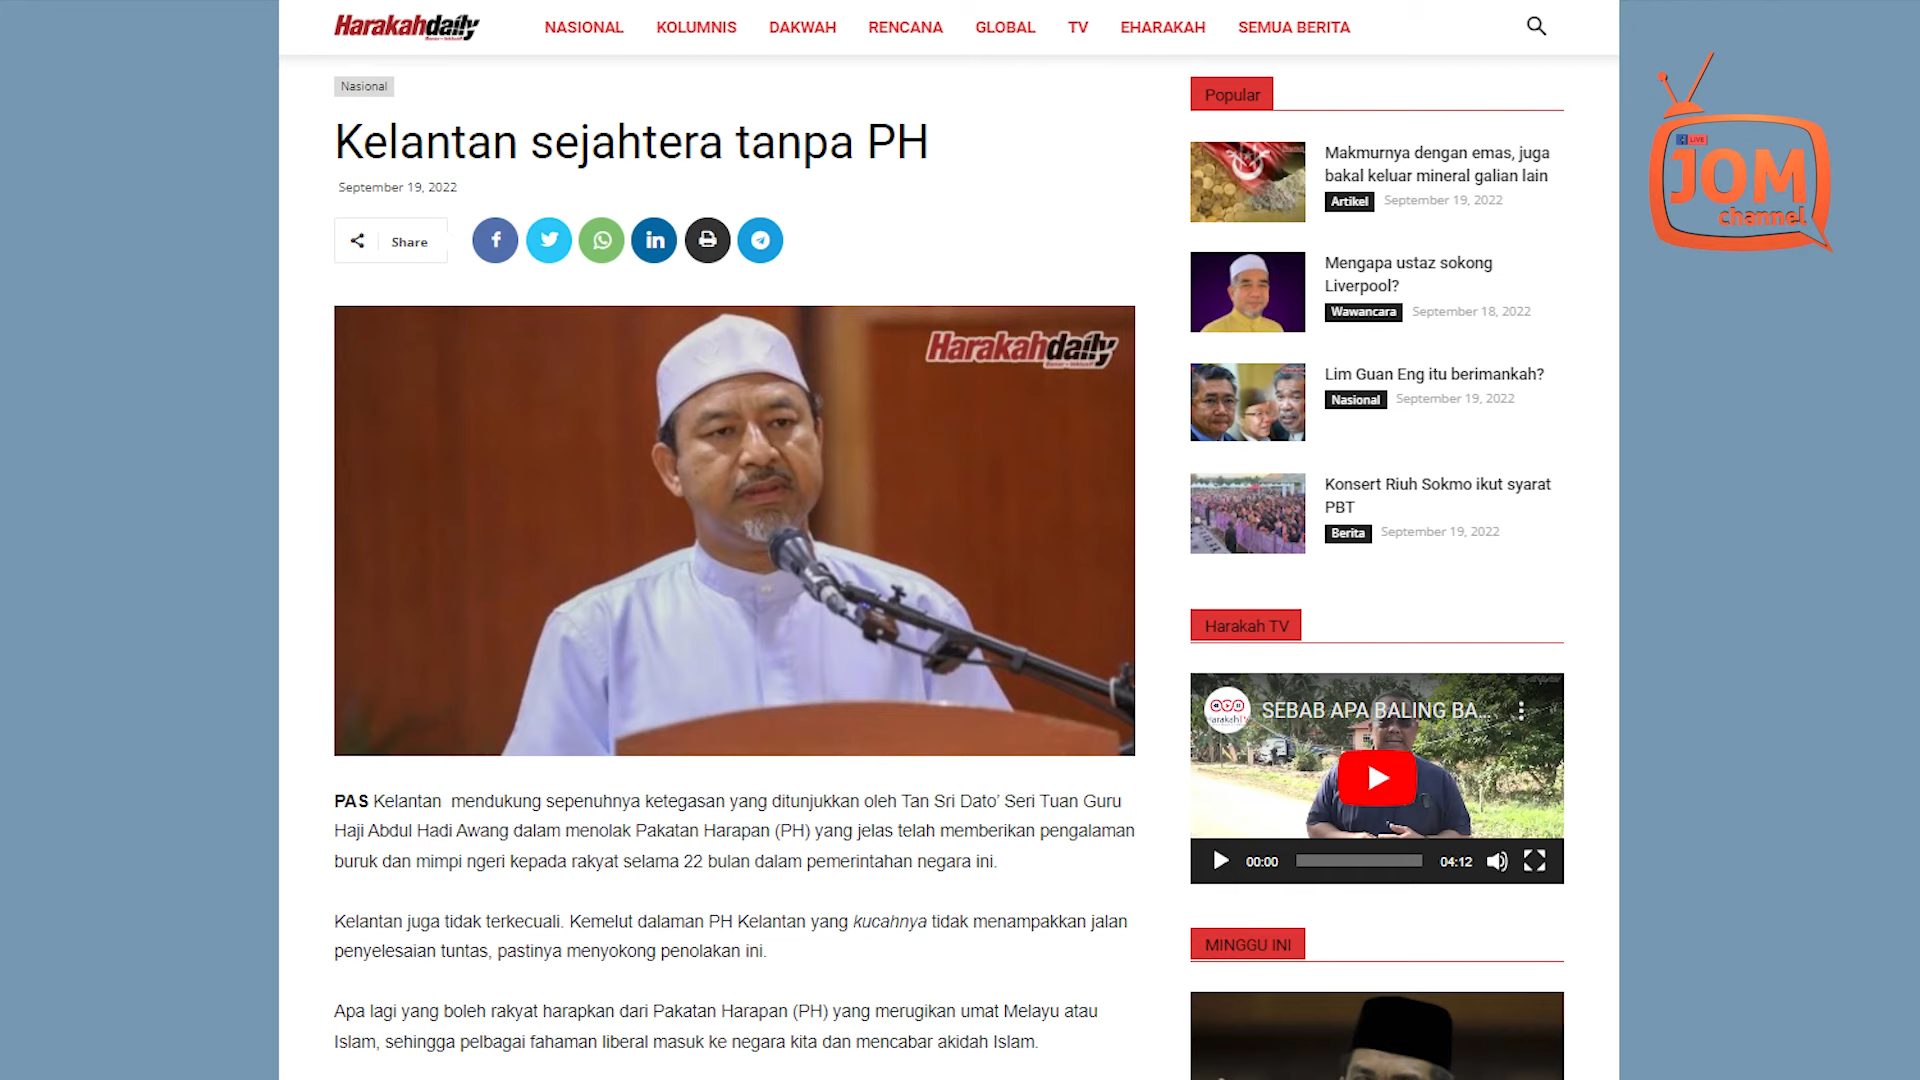 Harakahdaily
NASIONAL KOLUMNIS DAKWAH RENCANA GLOBAL TV EHARAKAH SEMUA BERITA
Nasional
Kelantan sejahtera tanpa PH
September 19, 2022
Share
Harakahdaily
PAS Kelantan mendukung sepenuhnya ketegasan yang ditunjukkan oleh Tan Sri Dato’ Seri Tuan Guru
Haji Abdul Hadi Awang dalam menolak Pakatan Harapan (PH) yang jelas telah memberikan pengalaman
buruk dan mimpi ngeri kepada rakyat selama 22 bulan dalam pemerintahan negara ini.
Kelantan juga tidak terkecuali. Kemelut dalaman PH Kelantan yang kucahnya tidak menampakkan jalan
penyelesaian tuntas, pastinya menyokong penolakan ini.
Apa lagi yang boleh rakyat harapkan dari Pakatan Harapan (PH) yang merugikan umat Melayu atau
Islam, sehingga pelbagai fahaman liberal masuk ke negara kita dan mencabar akidah Islam.
Popular
Makmurnya dengan emas, juga
bakal keluar mineral galian lain
Artikel September 19, 2022
Mengapa ustaz sokong
Liverpool?
Wawancara September 18, 2022
Lim Guan Eng itu berimankah?
Nasional September 19, 2022
Konsert Riuh Sokmo ikut syarat
PBT
Berita September 19, 2022
Harakah TV
SEBAB APA BALING BA...
00:00 04:12
MINGGU INI
LIVE
JOM
channel